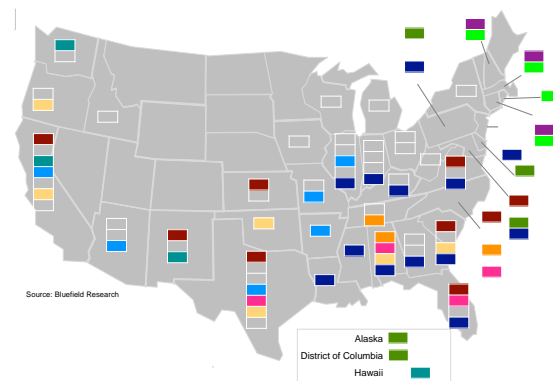 Source: Bluefield Research
Alaska
District of Columbia
Hawaii